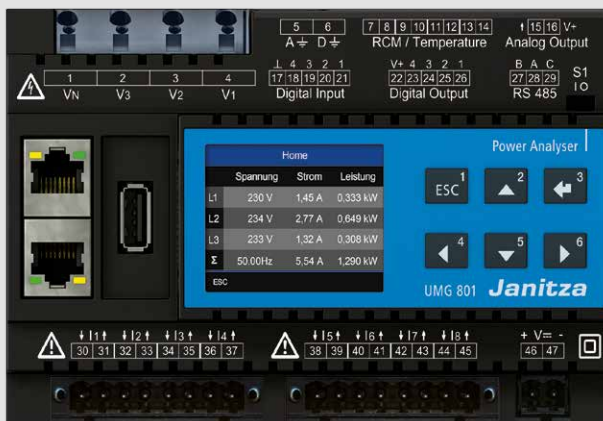 5 6
A ⏚ D ⏚
7 8 9 10 11 12 13 14
RCM / Temperature
↑ 15 16 V+
Analog Output
1 2 3 4
VN V3 V2 V1
⊥ 4 3 2 1
17 18 19 20 21
Digital Input
V+ 4 3 2 1
22 23 24 25 26
Digital Output
B A C
27 28 29
RS 485
S1
I O
Power Analyser
Home
Spannung Strom Leistung
L1 230 V 1,45 A 0,333 kW
L2 234 V 2,77 A 0,649 kW
L3 233 V 1,32 A 0,308 kW
Σ 50.00Hz 5,54 A 1,290 kW
ESC
ESC 1
▲ 2
↵ 3
◀ 4
▼ 5
▶ 6
UMG 801 Janitza
↓ I1 ↑ ↓ I2 ↑ ↓ I3 ↑ ↓ I4 ↑
30 31 32 33 34 35 36 37
↓ I5 ↑ ↓ I6 ↑ ↓ I7 ↑ ↓ I8 ↑
38 39 40 41 42 43 44 45
+ V⎓ -
46 47